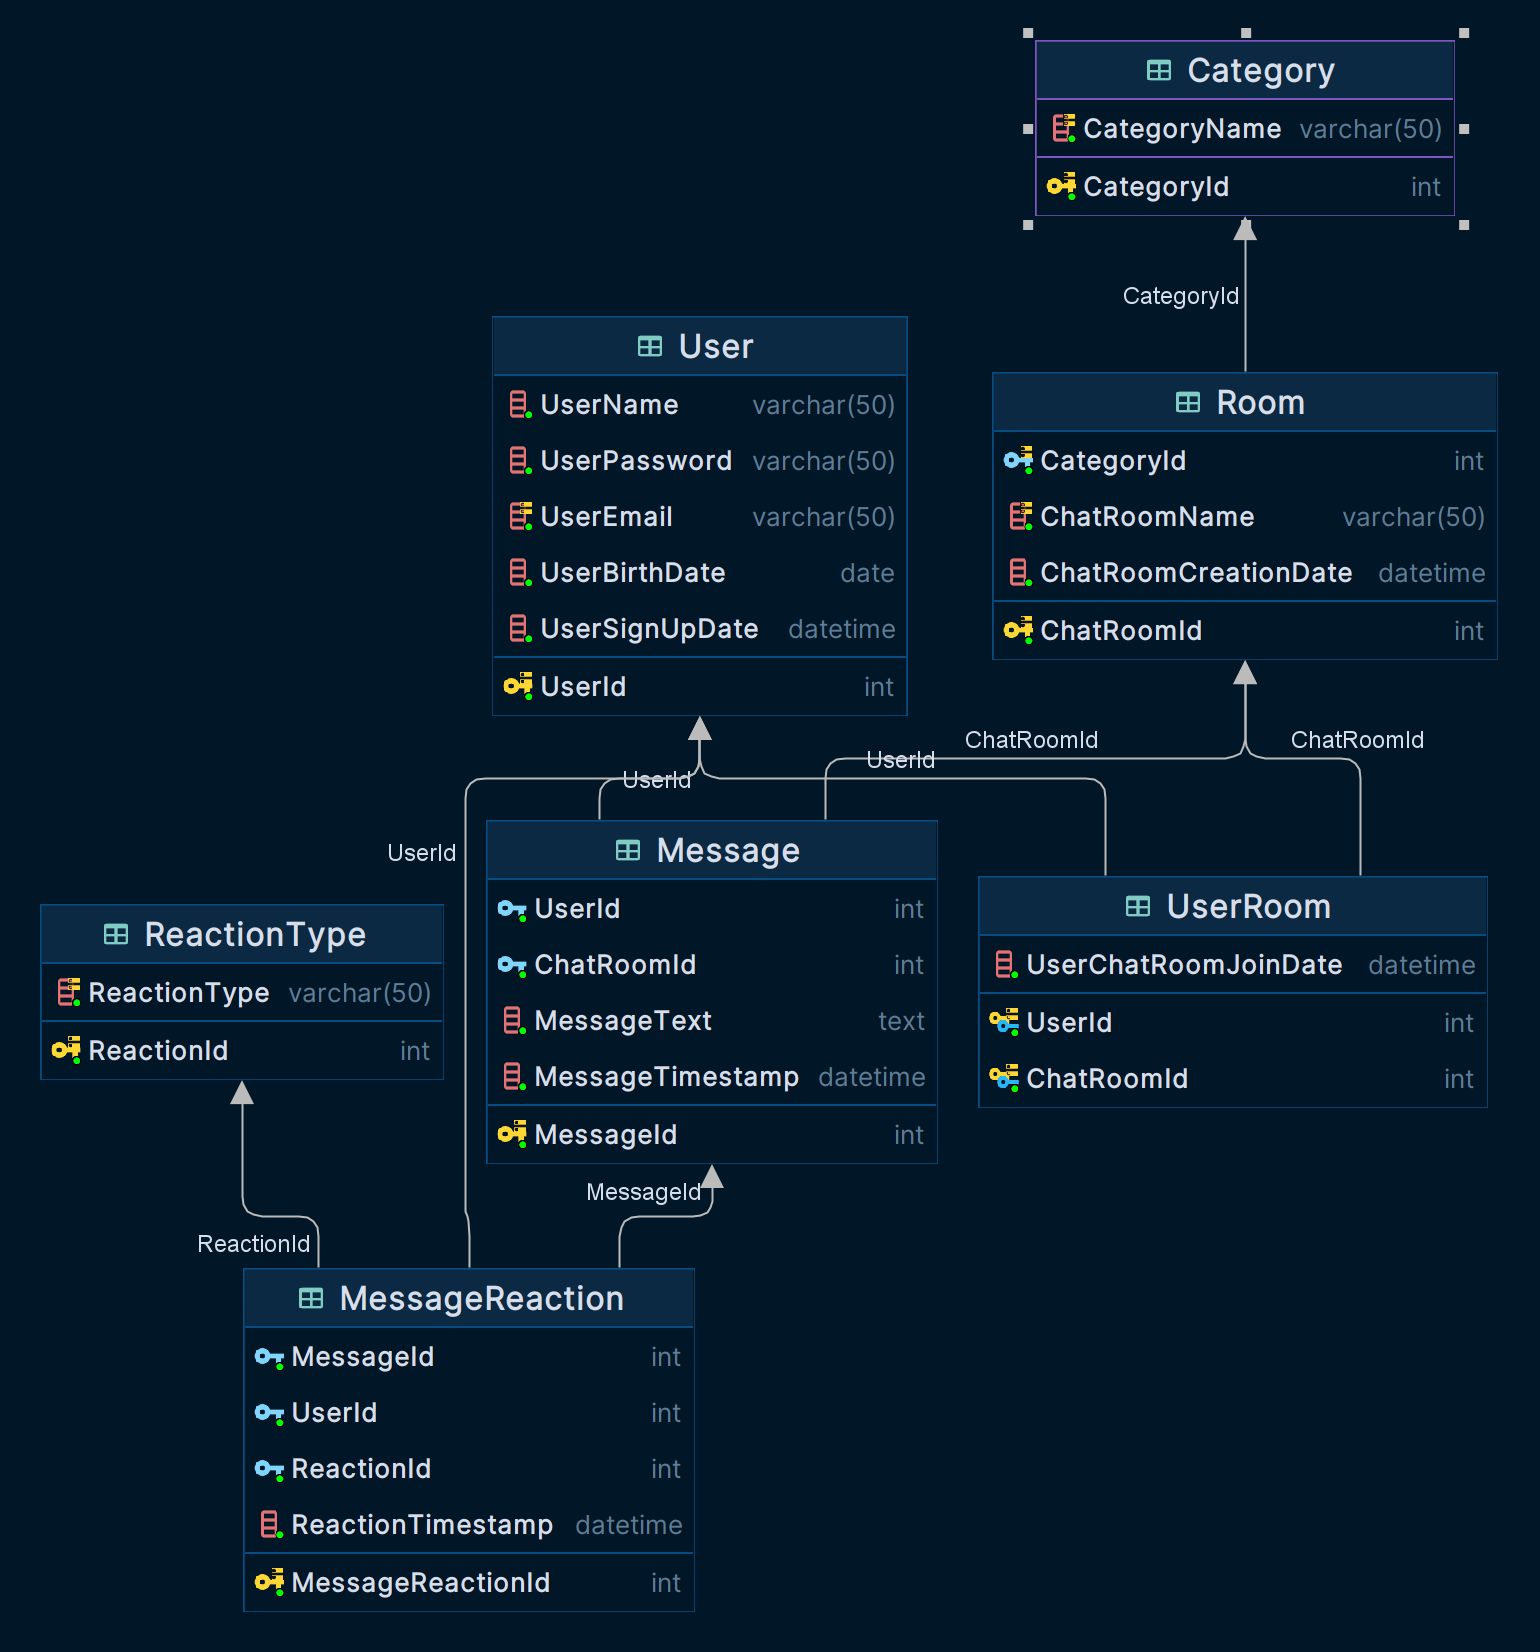 Category
CategoryName varchar(50)
CategoryId int
CategoryId
User
UserName varchar(50)
UserPassword varchar(50)
UserEmail varchar(50)
UserBirthDate date
UserSignUpDate datetime
UserId int
Room
CategoryId int
ChatRoomName varchar(50)
ChatRoomCreationDate datetime
ChatRoomId int
ChatRoomId
ChatRoomId
UserId
UserId
UserId
Message
UserId int
ChatRoomId int
MessageText text
MessageTimestamp datetime
MessageId int
UserRoom
UserChatRoomJoinDate datetime
UserId int
ChatRoomId int
ReactionType
ReactionType varchar(50)
ReactionId int
MessageId
ReactionId
MessageReaction
MessageId int
UserId int
ReactionId int
ReactionTimestamp datetime
MessageReactionId int